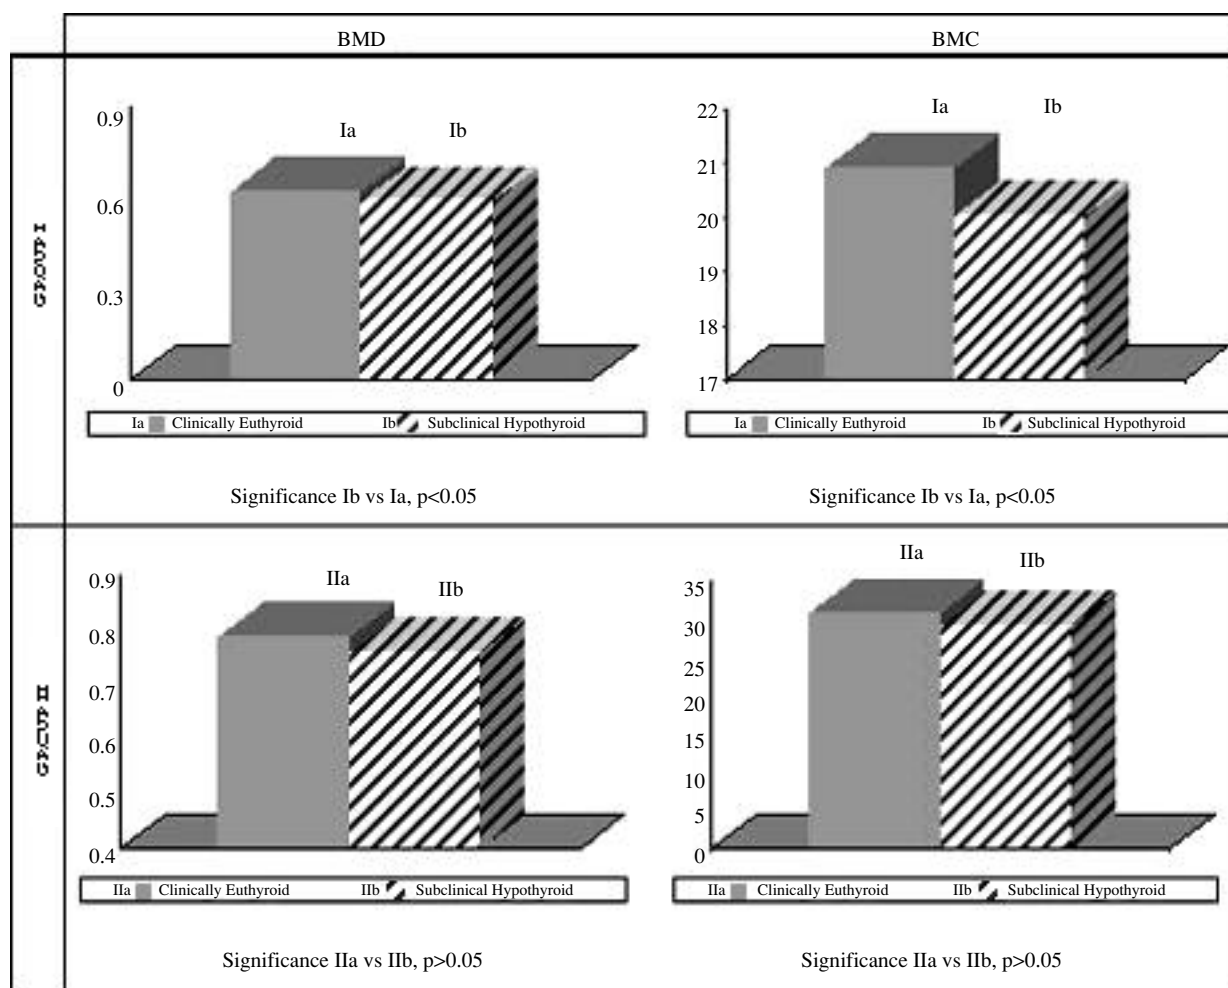 BMD BMC
0.9
0.6
0.3
0
Ia Ib
Ia Clinically Euthyroid Ib Subclinical Hypothyroid
Significance Ib vs Ia, p<0.05
22
21
20
19
18
17
Ia Ib
Ia Clinically Euthyroid Ib Subclinical Hypothyroid
Significance Ib vs Ia, p<0.05
0.9
0.8
0.7
0.6
0.5
0.4
IIa IIb
IIa Clinically Euthyroid IIb Subclinical Hypothyroid
Significance IIa vs IIb, p>0.05
35
30
25
20
15
10
5
0
IIa IIb
IIa Clinically Euthyroid IIb Subclinical Hypothyroid
Significance IIa vs IIb, p>0.05